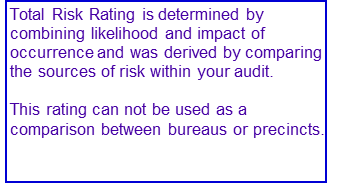 Total Risk Rating is determined by
combining likelihood and impact of
occurrence and was derived by comparing
the sources of risk within your audit.
This rating can not be used as a
comparison between bureaus or precincts.